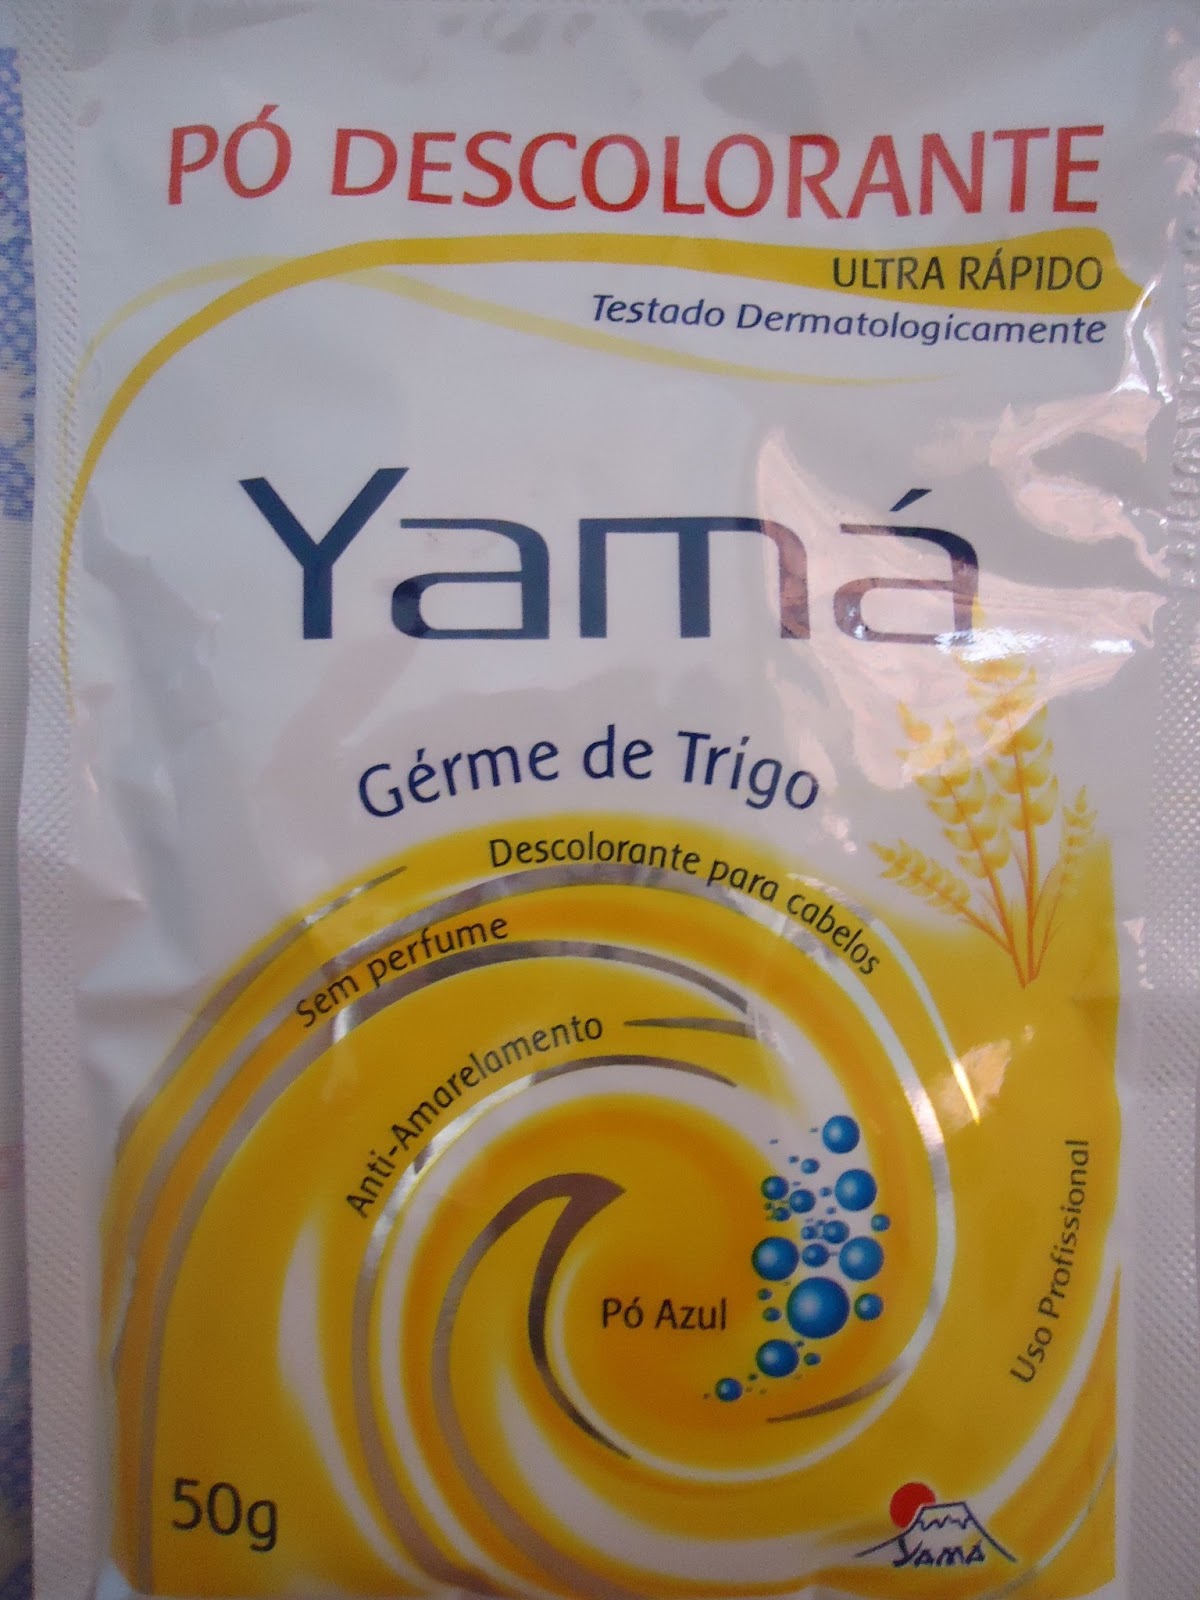 PÓ DESCOLORANTE
ULTRA RÁPIDO
Testado Dermatologicamente
Yamá
Gérme de Trigo
Descolorante para cabelos
Sem perfume
Anti-Amarelamento
Pó Azul
Uso Profissional
50g
YAMÁ